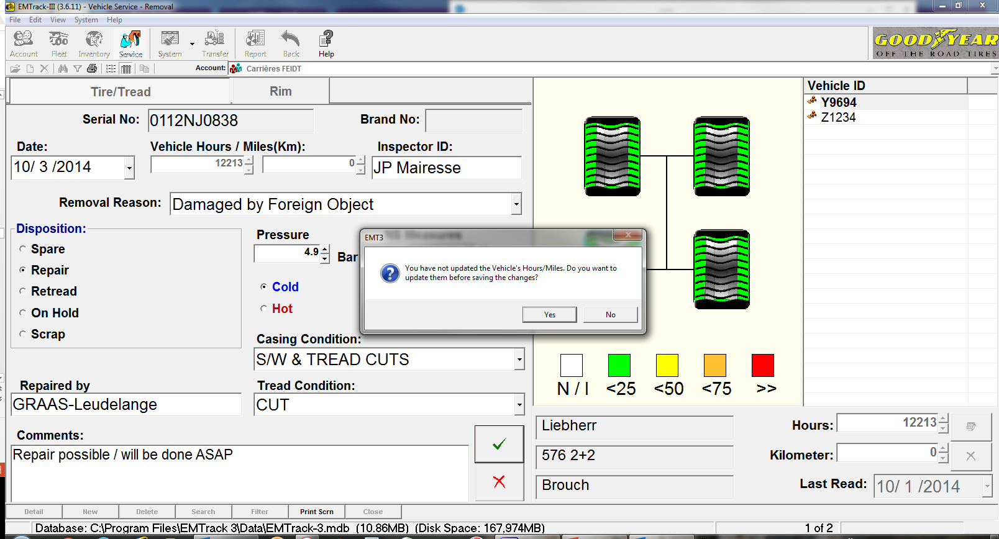 EMTrack-III (3.6.11) - Vehicle Service - Removal
File Edit View System Help
Account Fleet Inventory Service System Transfer Report Back Help
GOODYEAR
OFF THE ROAD TIRES
Account: Carrières FEIDT
Tire/Tread Rim
Vehicle ID
Y9694
Z1234
Serial No: 0112NJ0838 Brand No:
Date: Vehicle Hours / Miles(Km): Inspector ID:
10/ 3 /2014 12213 0 JP Mairesse
Removal Reason: Damaged by Foreign Object
Disposition:
Spare
Repair
Retread
On Hold
Scrap
Pressure
4.9 Bar
Cold
Hot
EMT3
You have not updated the Vehicle's Hours/Miles. Do you want to
update them before saving the changes?
Yes No
Casing Condition:
S/W & TREAD CUTS
Repaired by
GRAAS-Leudelange
Tread Condition:
CUT
Comments:
Repair possible / will be done ASAP
N / I <25 <50 <75 >>
Liebherr
576 2+2
Brouch
Hours: 12213
Kilometer: 0
Last Read: 10/ 1 /2014
Detail New Delete Search Filter Print Scrn Close
Database: C:\Program Files\EMTrack 3\Data\EMTrack-3.mdb (10.86MB) (Disk Space: 167,974MB) 1 of 2